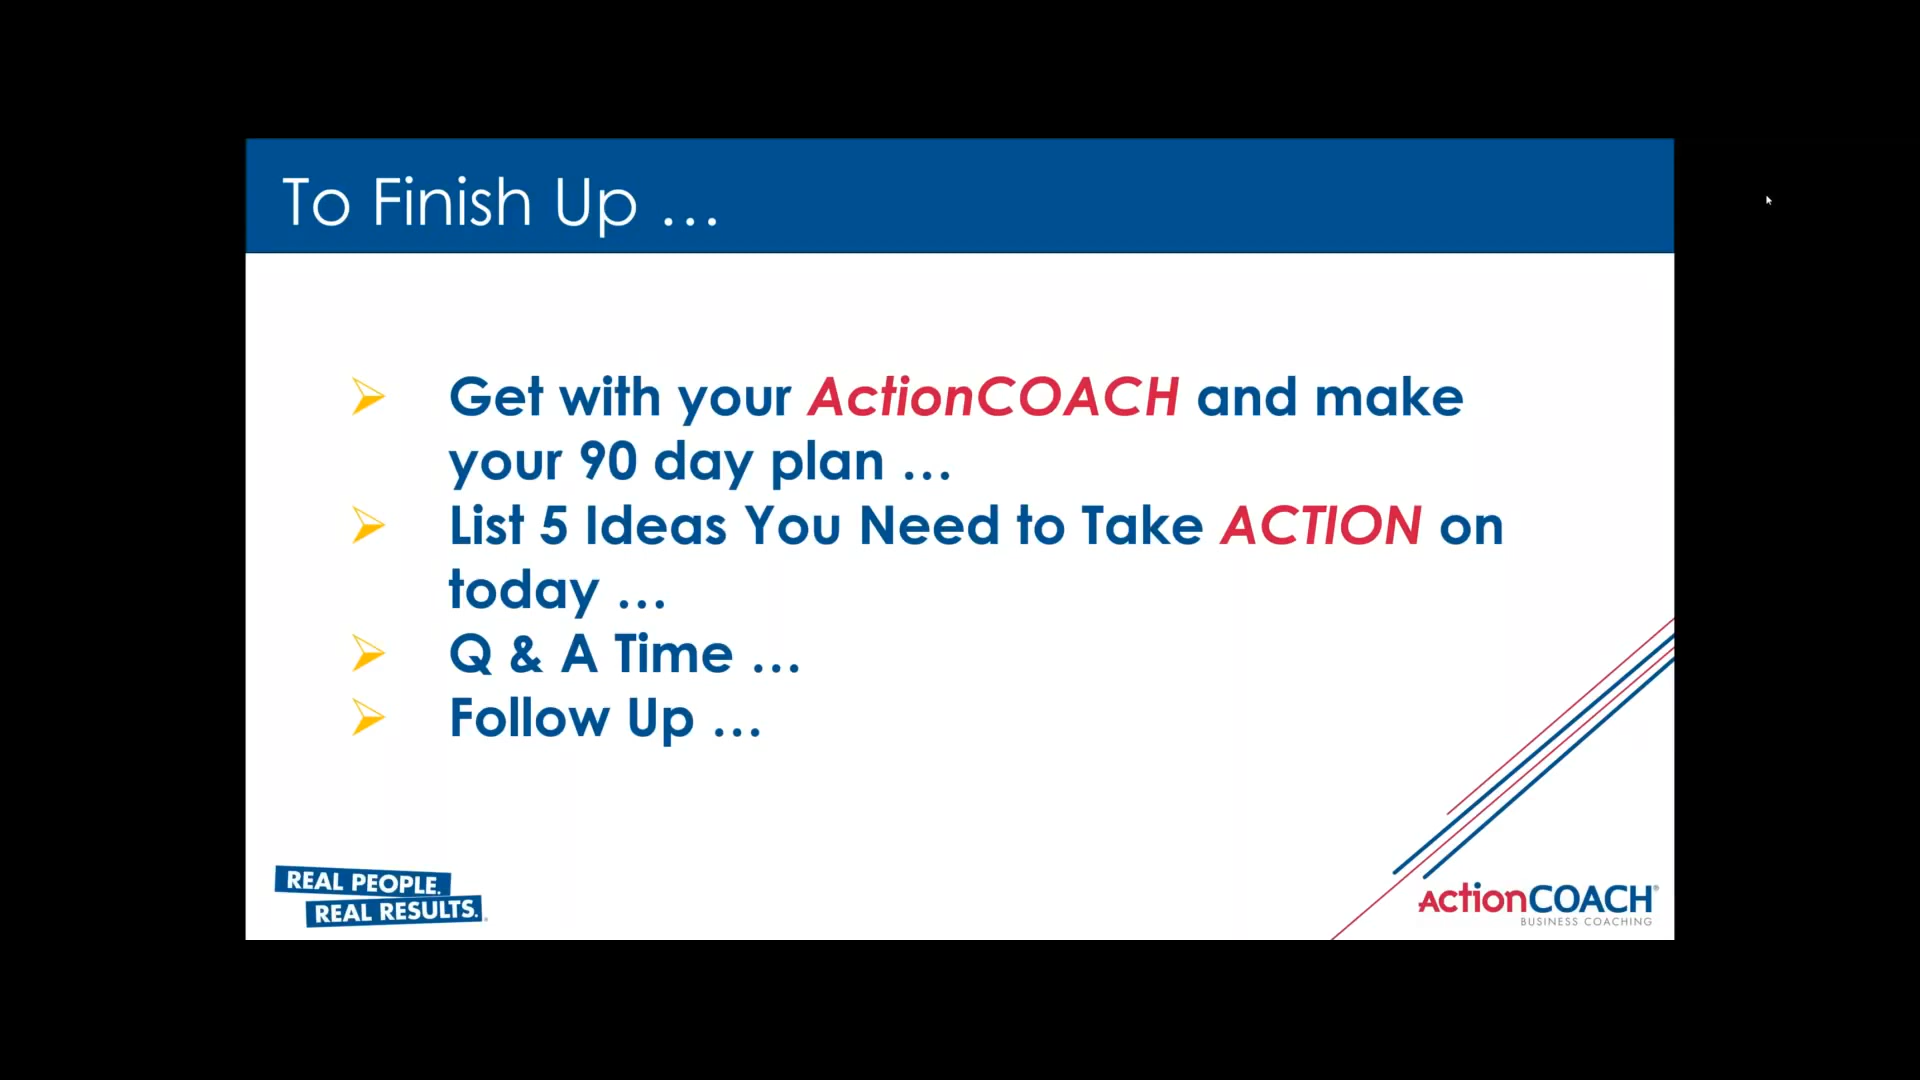 To Finish Up …
Get with your ActionCOACH and make
your 90 day plan …
List 5 Ideas You Need to Take ACTION on
today …
Q & A Time …
Follow Up …
REAL PEOPLE.
REAL RESULTS.
ActionCOACH®
BUSINESS COACHING